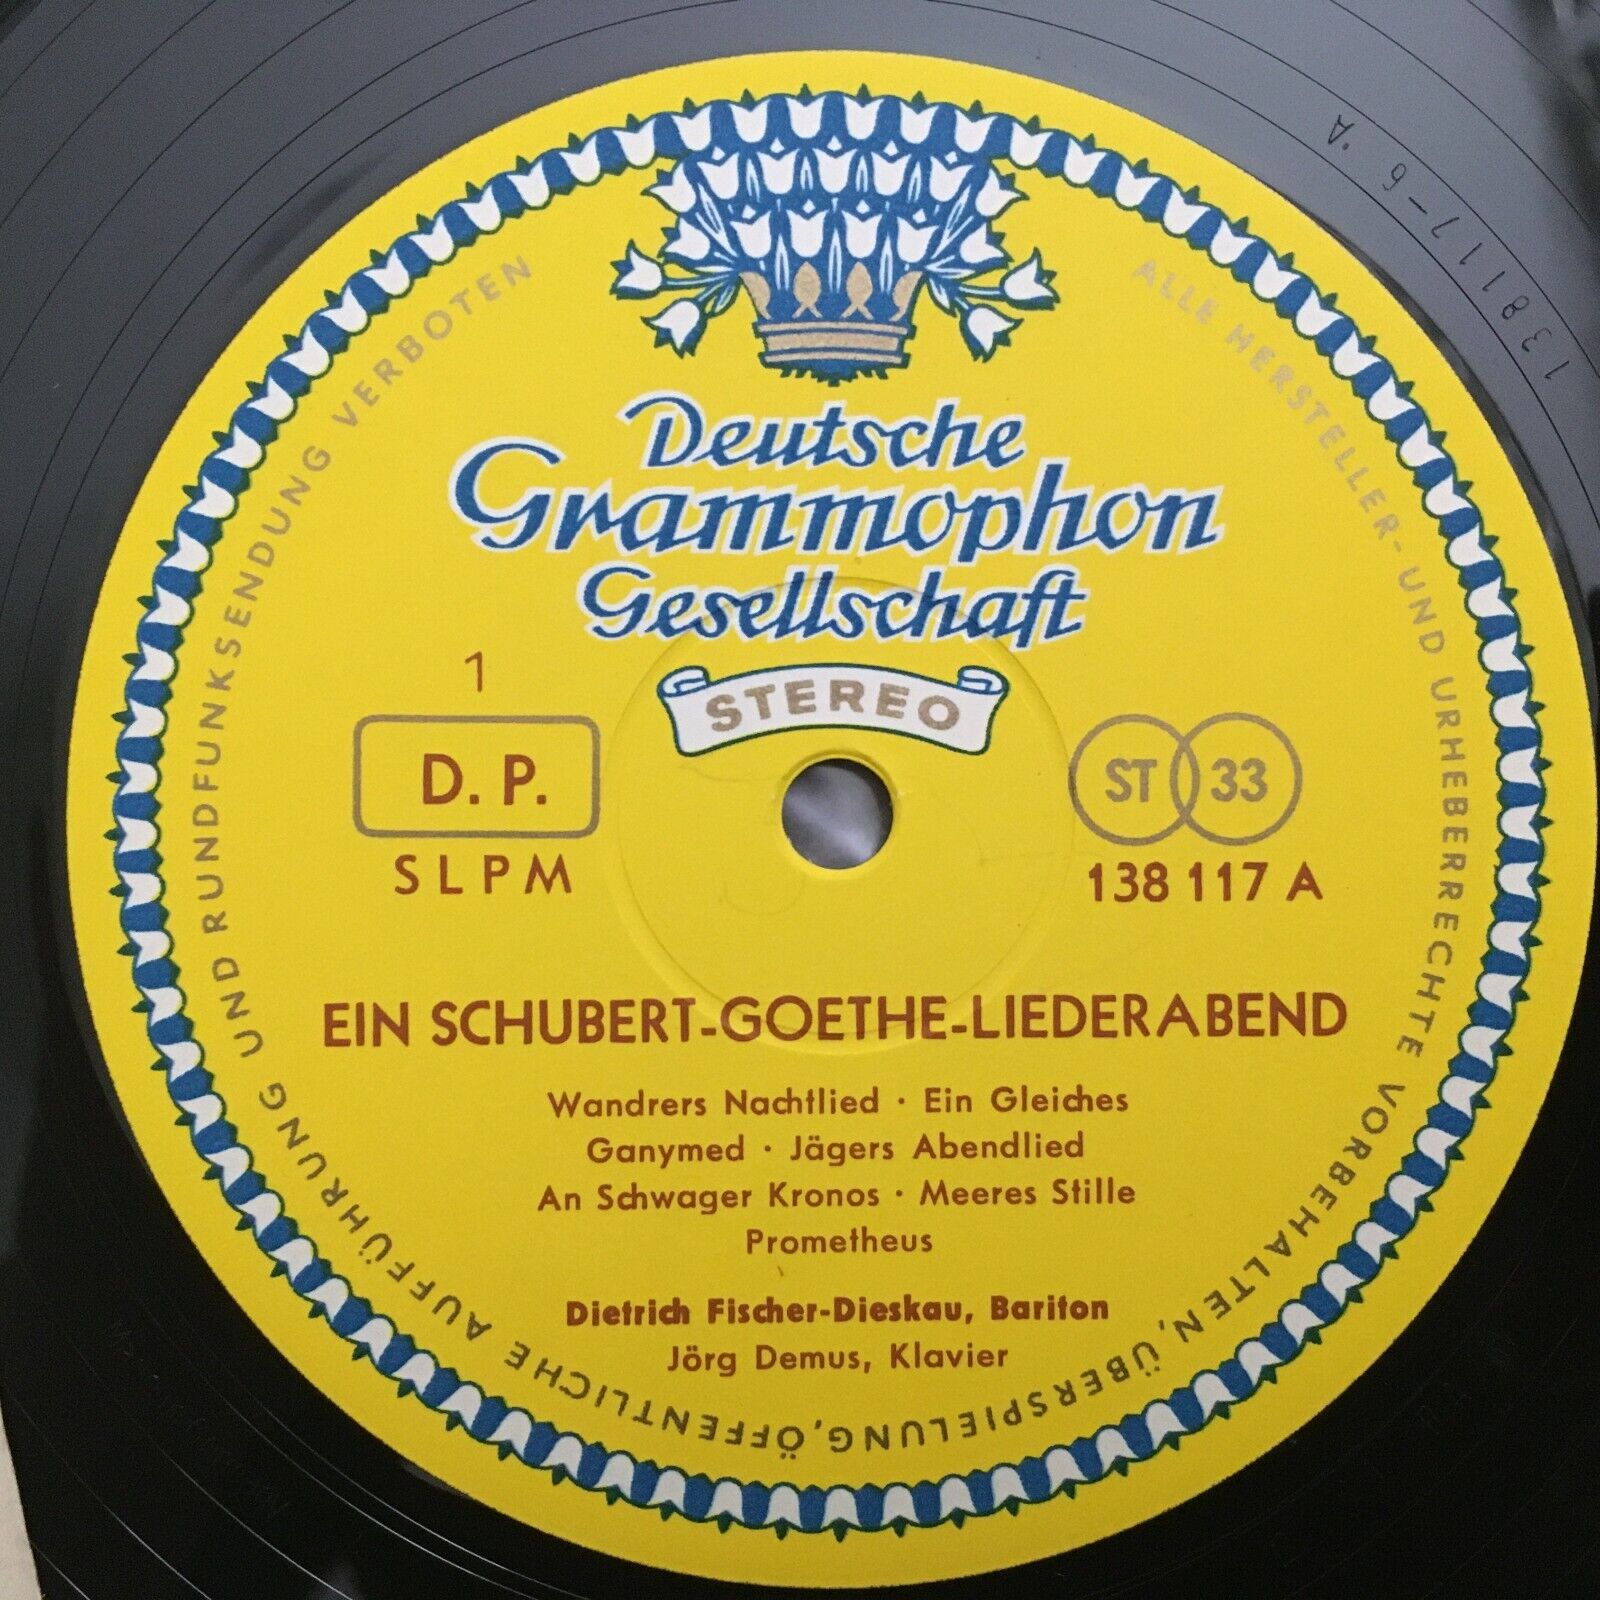 Deutsche
Grammophon
Gesellschaft
STEREO
1
D. P.
SLPM
ST 33
138 117 A
EIN SCHUBERT-GOETHE-LIEDERABEND
Wandrers Nachtlied · Ein Gleiches
Ganymed · Jägers Abendlied
An Schwager Kronos · Meeres Stille
Prometheus
Dietrich Fischer-Dieskau, Bariton
Jörg Demus, Klavier
ALLE HERSTELLER- UND URHEBERRECHTE VORBEHALTEN, ÜBERSPIELUNG, ÖFFENTLICHE AUFFÜHRUNG UND RUNDFUNKSENDUNG VERBOTEN